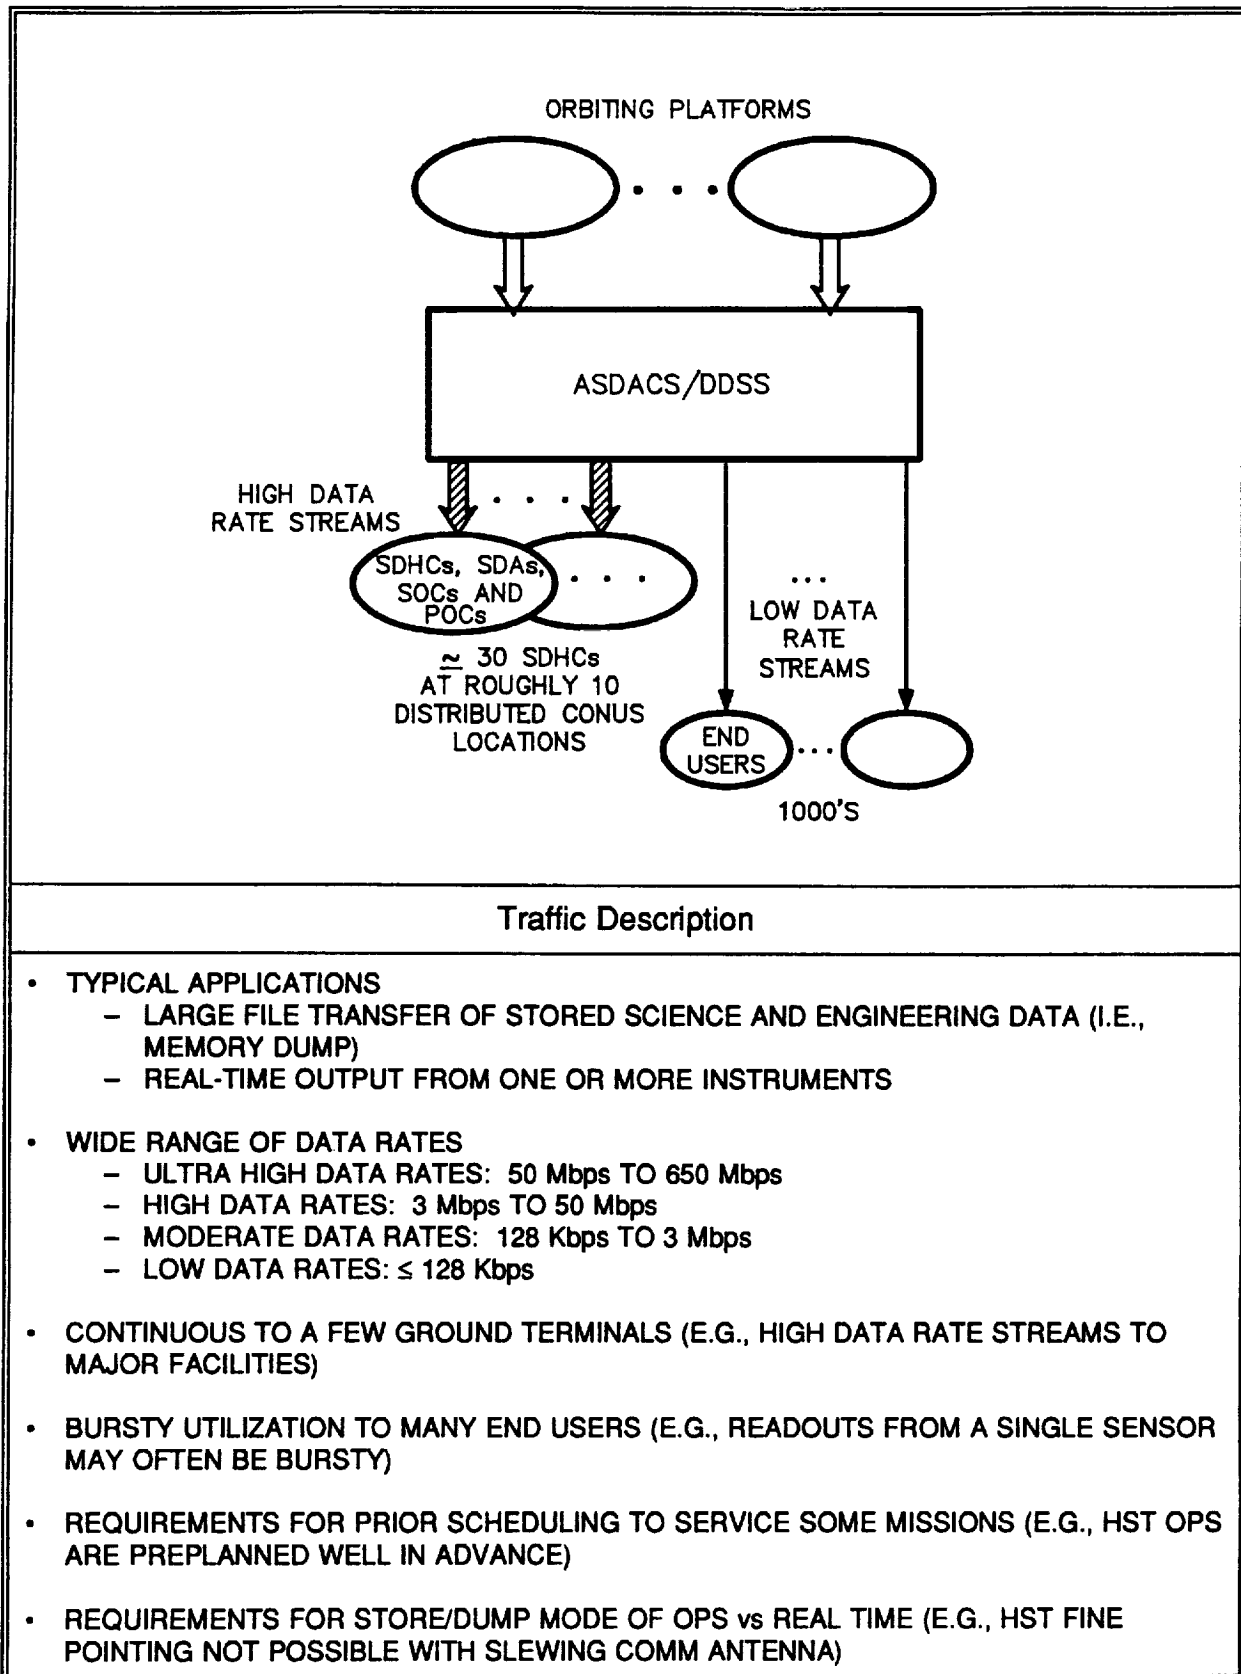 ORBITING PLATFORMS
. . .
ASDACS/DDSS
HIGH DATA
RATE STREAMS
. . .
SDHCs, SDAs,
SOCs AND
POCs
. . .
≃ 30 SDHCs
AT ROUGHLY 10
DISTRIBUTED CONUS
LOCATIONS
...
LOW DATA
RATE
STREAMS
END
USERS
...
1000'S
Traffic Description
• TYPICAL APPLICATIONS
– LARGE FILE TRANSFER OF STORED SCIENCE AND ENGINEERING DATA (I.E.,
MEMORY DUMP)
– REAL-TIME OUTPUT FROM ONE OR MORE INSTRUMENTS
• WIDE RANGE OF DATA RATES
– ULTRA HIGH DATA RATES: 50 Mbps TO 650 Mbps
– HIGH DATA RATES: 3 Mbps TO 50 Mbps
– MODERATE DATA RATES: 128 Kbps TO 3 Mbps
– LOW DATA RATES: ≤ 128 Kbps
• CONTINUOUS TO A FEW GROUND TERMINALS (E.G., HIGH DATA RATE STREAMS TO
MAJOR FACILITIES)
• BURSTY UTILIZATION TO MANY END USERS (E.G., READOUTS FROM A SINGLE SENSOR
MAY OFTEN BE BURSTY)
• REQUIREMENTS FOR PRIOR SCHEDULING TO SERVICE SOME MISSIONS (E.G., HST OPS
ARE PREPLANNED WELL IN ADVANCE)
• REQUIREMENTS FOR STORE/DUMP MODE OF OPS vs REAL TIME (E.G., HST FINE
POINTING NOT POSSIBLE WITH SLEWING COMM ANTENNA)